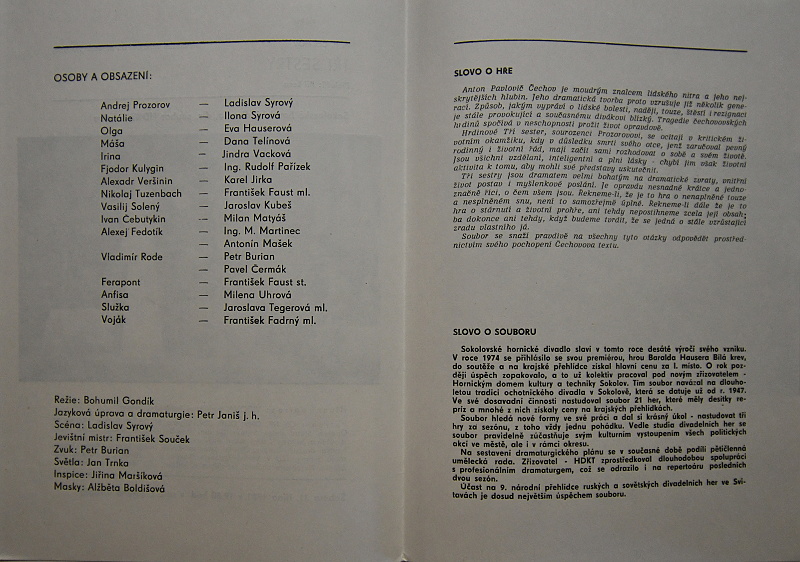 OSOBY A OBSAZENÍ:
Andrej Prozorov — Ladislav Syrový
Natálie — Ilona Syrová
Olga — Eva Hauserová
Máša — Dana Telínová
Irina — Jindra Vacková
Fjodor Kulygin — Ing. Rudolf Pařízek
Alexadr Veršinin — Karel Jirka
Nikolaj Tuzenbach — František Faust ml.
Vasilij Solený — Jaroslav Kubeš
Ivan Čebutykin — Milan Matyáš
Alexej Fedotik — Ing. M. Martinec
— Antonín Mašek
Vladimír Rode — Petr Burian
— Pavel Čermák
Ferapont — František Faust st.
Anfisa — Milena Uhrová
Služka — Jaroslava Tegerová ml.
Voják — František Fadrný ml.
Režie: Bohumil Gondík
Jazyková úprava a dramaturgie: Petr Janiš j. h.
Scéna: Ladislav Syrový
Jevištní mistr: František Souček
Zvuk: Petr Burian
Světla: Jan Trnka
Inspice: Jiřina Maršíková
Masky: Alžběta Boldišová
SLOVO O HŘE
Anton Pavlovič Čechov je moudrým znalcem lidského nitra a jeho nej-
skrytějších hlubin. Jeho dramatická tvorba proto vzrušuje již několik gene-
rací. Způsob, jakým vypráví o lidské bolesti, naději, touze, štěstí i rezignaci
je stále provokující a současnému divákovi blízký. Tragedie čechovovských
hrdinů spočívá v neschopnosti prožít život opravdově.
Hrdinové Tří sester, sourozenci Prozorovovi, se ocitají v kritickém ži-
votním okamžiku, kdy v důsledku smrti svého otce, jenž zaručoval pevný
rodinný i životní řád, mají začít sami rozhodovat o sobě a svém životě.
Jsou všichni vzdělaní, inteligentní a plni lásky - chybí jim však životní
aktivita k tomu, aby mohli své představy uskutečnit.
Tři sestry jsou dramatem velmi bohatým na dramatické zvraty, vnitřní
život postav i myšlenkové poslání. Je opravdu nesnadné krátce a jedno-
značně říci, o čem všem jsou. Rekneme-li, že je to hra o nenaplněné touze
a nesplněném snu, není to samozřejmě úplné. Rekneme-li dále že je to
hra o stárnutí a životní prohře, ani tehdy nepostihneme zcela její obsah;
ba dokonce ani tehdy, když budeme tvrdit, že se jedná o stále vzrůstající
zradu vlastního já.
Soubor se snaží pravdivě na všechny tyto otázky odpovědět prostřed-
nictvím svého pochopení Čechovova textu.
SLOVO O SOUBORU
Sokolovské hornické divadlo slaví v tomto roce desáté výročí svého vzniku.
V roce 1974 se přihlásilo se svou premiérou, hrou Haralda Hausera Bílá krev,
do soutěže a na krajské přehlídce získal hlavní cenu za I. místo. O rok poz-
ději úspěch zopakovalo, a to už kolektiv pracoval pod novým zřizovatelem -
Hornickým domem kultury a techniky Sokolov. Tím soubor navázal na dlouho-
letou tradici ochotnického divadla v Sokolově, která se datuje už od r. 1947.
Ve své dosavadní činnosti nastudoval soubor 21 her, které měly desítky re-
príz a mnohé z nich získaly ceny na krajských přehlídkách.
Soubor hledá nové formy ve své práci a dal si krásný úkol - nastudovat tři
hry za sezónu, z toho vždy jednu pohádku. Vedle studia divadelních her se
soubor pravidelně zúčastňuje svým kulturním vystoupením všech politických
akcí ve městě, ale i v rámci okresu.
Na sestavení dramaturgického plánu se v současné době podílí pětičlenná
umělecká rada. Zřizovatel - HDKT zprostředkoval dlouhodobou spolupráci
s profesionálním dramaturgem, což se odrazilo i na repertoáru posledních
dvou sezón.
Účast na 9. národní přehlídce ruských a sovětských divadelních her ve Svi-
tavách je dosud největším úspěchem souboru.